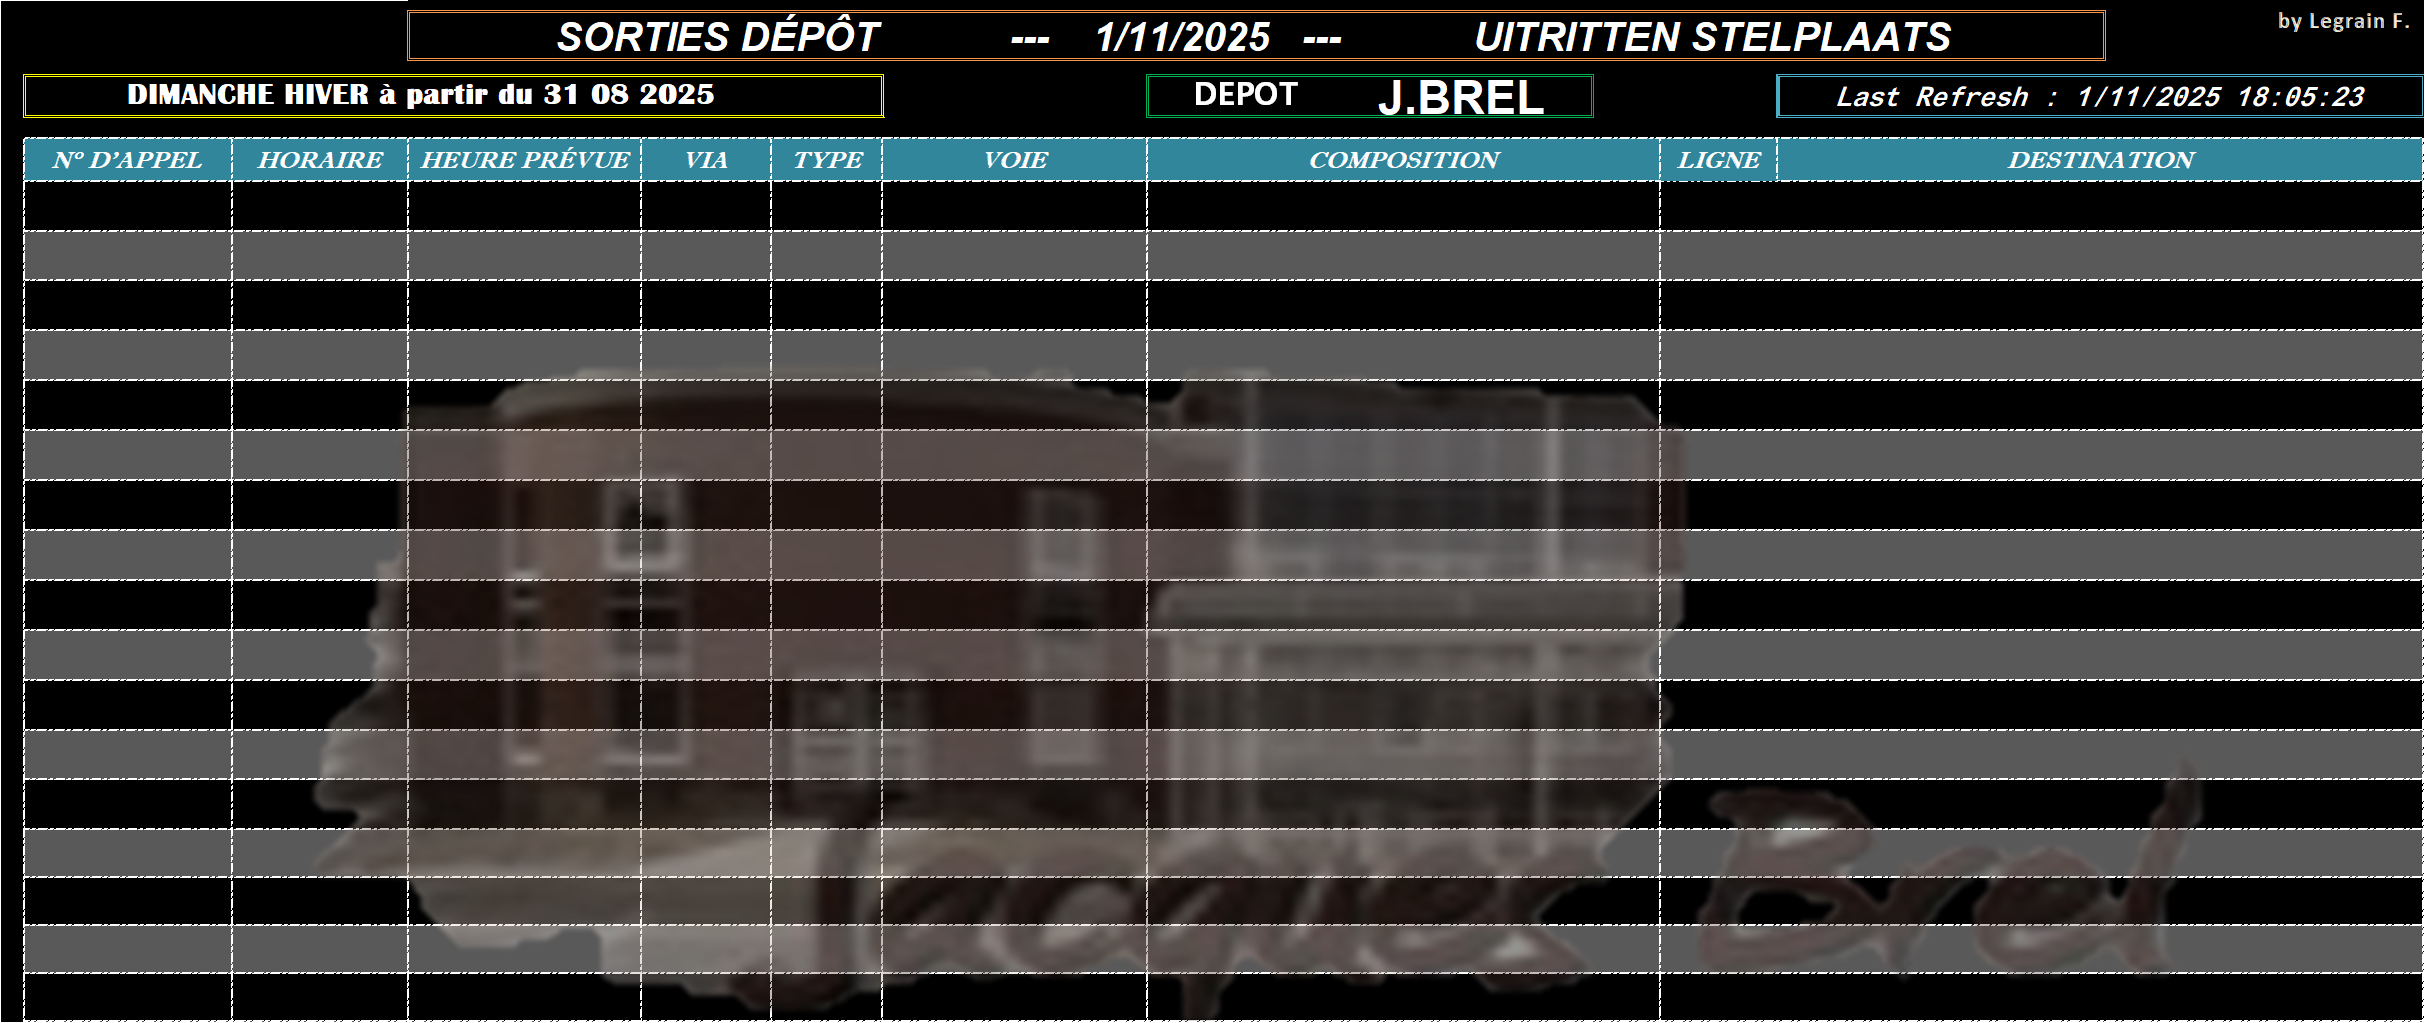 SORTIES DÉPÔT --- 1/11/2025 --- UITRITTEN STELPLAATS
by Legrain F.
DIMANCHE HIVER à partir du 31 08 2025
DEPOT J.BREL
Last Refresh : 1/11/2025 18:05:23
N° D'APPEL HORAIRE HEURE PRÉVUE VIA TYPE VOIE COMPOSITION LIGNE DESTINATION
Jacques Brel